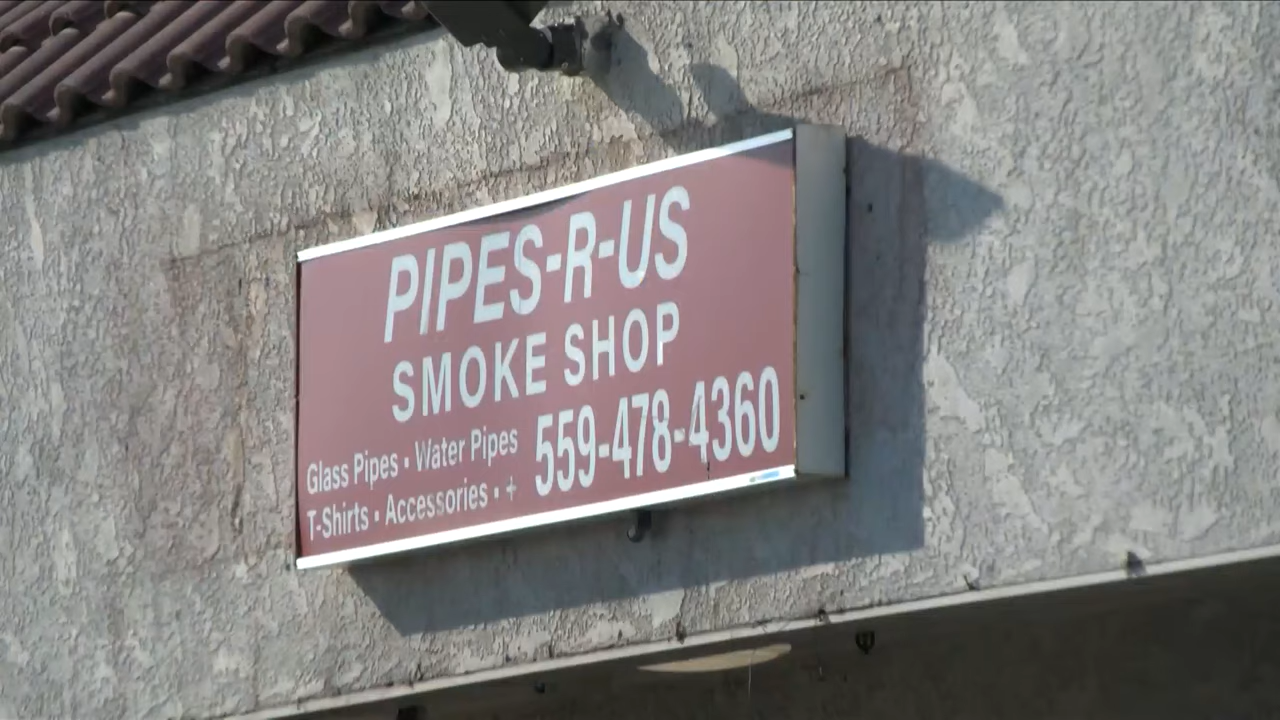 PIPES-R-US
SMOKE SHOP
Glass Pipes • Water Pipes
T-Shirts • Accessories • +
559-478-4360